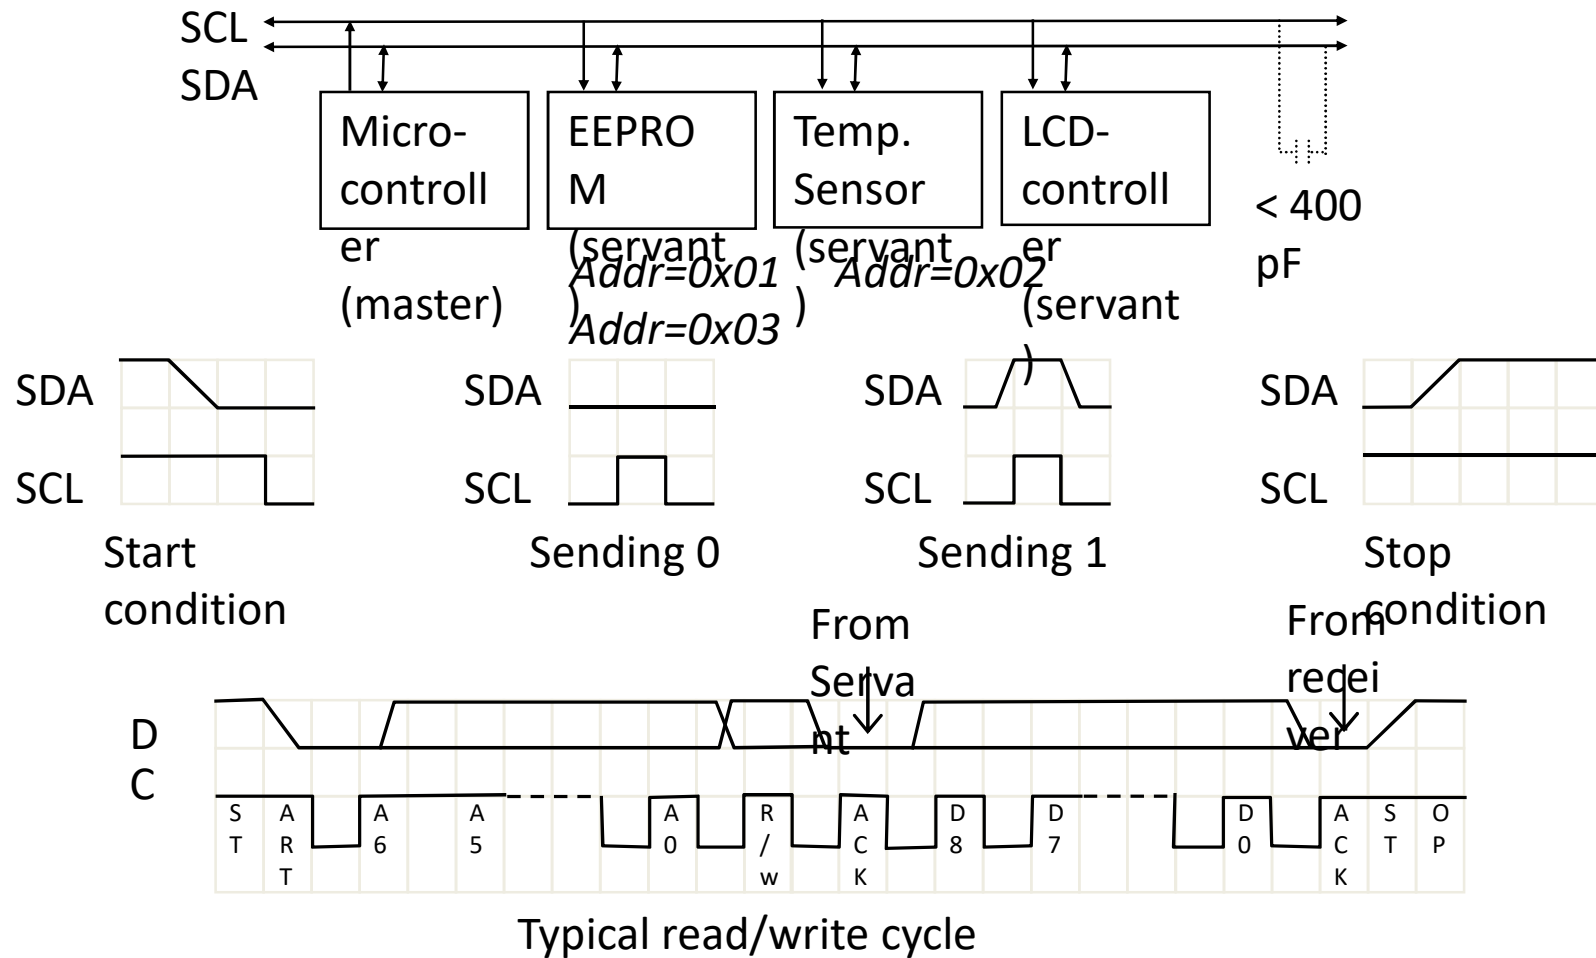 SCL
SDA
Micro-
controll
er
(master)
EEPRO
M
(servant
)
Temp.
Sensor
(servant
)
LCD-
controll
er
(servant
)
< 400
pF
Addr=0x01 Addr=0x02
Addr=0x03
SDA
SCL
Start
condition
SDA
SCL
Sending 0
SDA
SCL
Sending 1
SDA
SCL
Stop
condition
From
Serva
nt
From
recei
ver
D
C
S
T
A
R
T
A
6
A
5
A
0
R
/
w
A
C
K
D
8
D
7
D
0
A
C
K
S
T
O
P
Typical read/write cycle